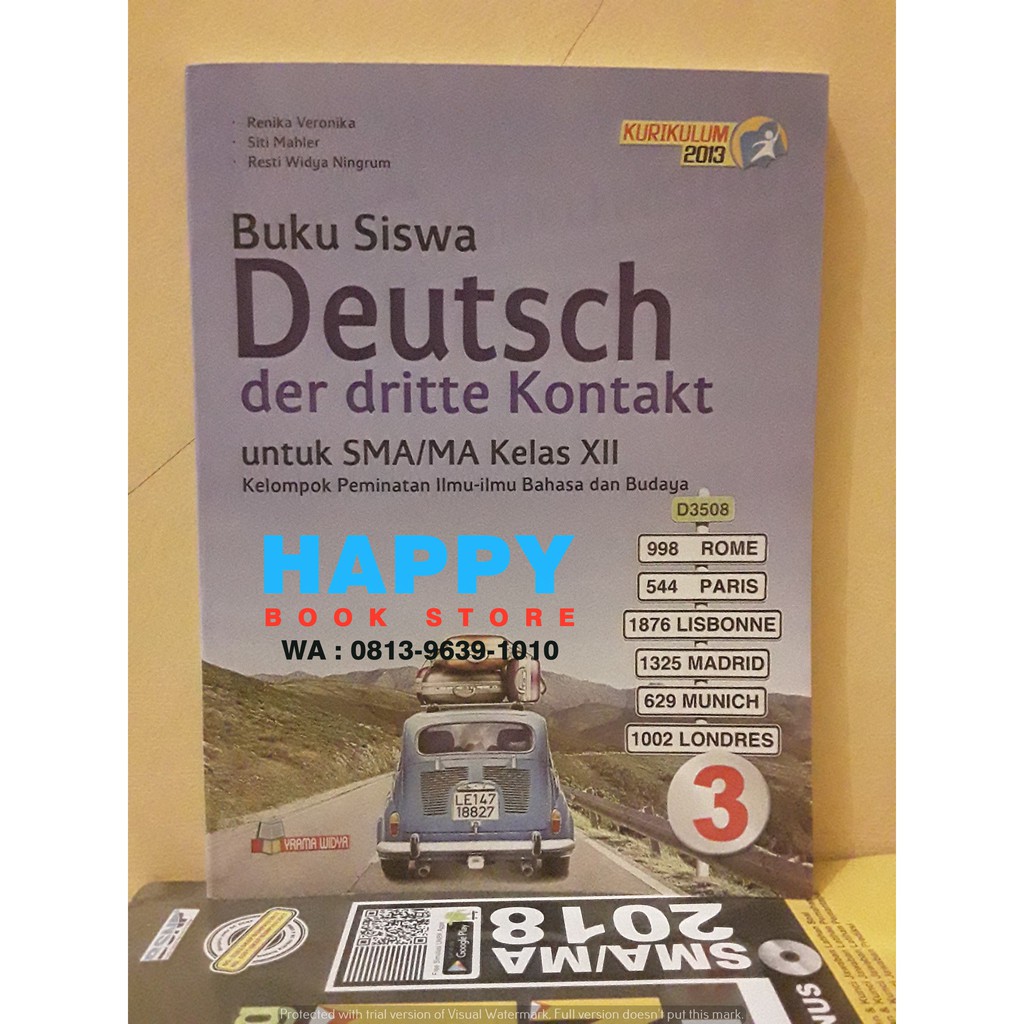 · Renika Veronika
· Siti Mahler
· Resti Widya Ningrum
KURIKULUM
2013
Buku Siswa
Deutsch
der dritte Kontakt
untuk SMA/MA Kelas XII
Kelompok Peminatan Ilmu-ilmu Bahasa dan Budaya
D3508
998 ROME
544 PARIS
1876 LISBONNE
1325 MADRID
629 MUNICH
1002 LONDRES
3
HAPPY
BOOK STORE
WA : 0813-9639-1010
LE147
18827
YRAMA WIDYA
SMA/MA
2018
Google Play
Protected with trial version of Visual Watermark. Full version doesn't put this mark.